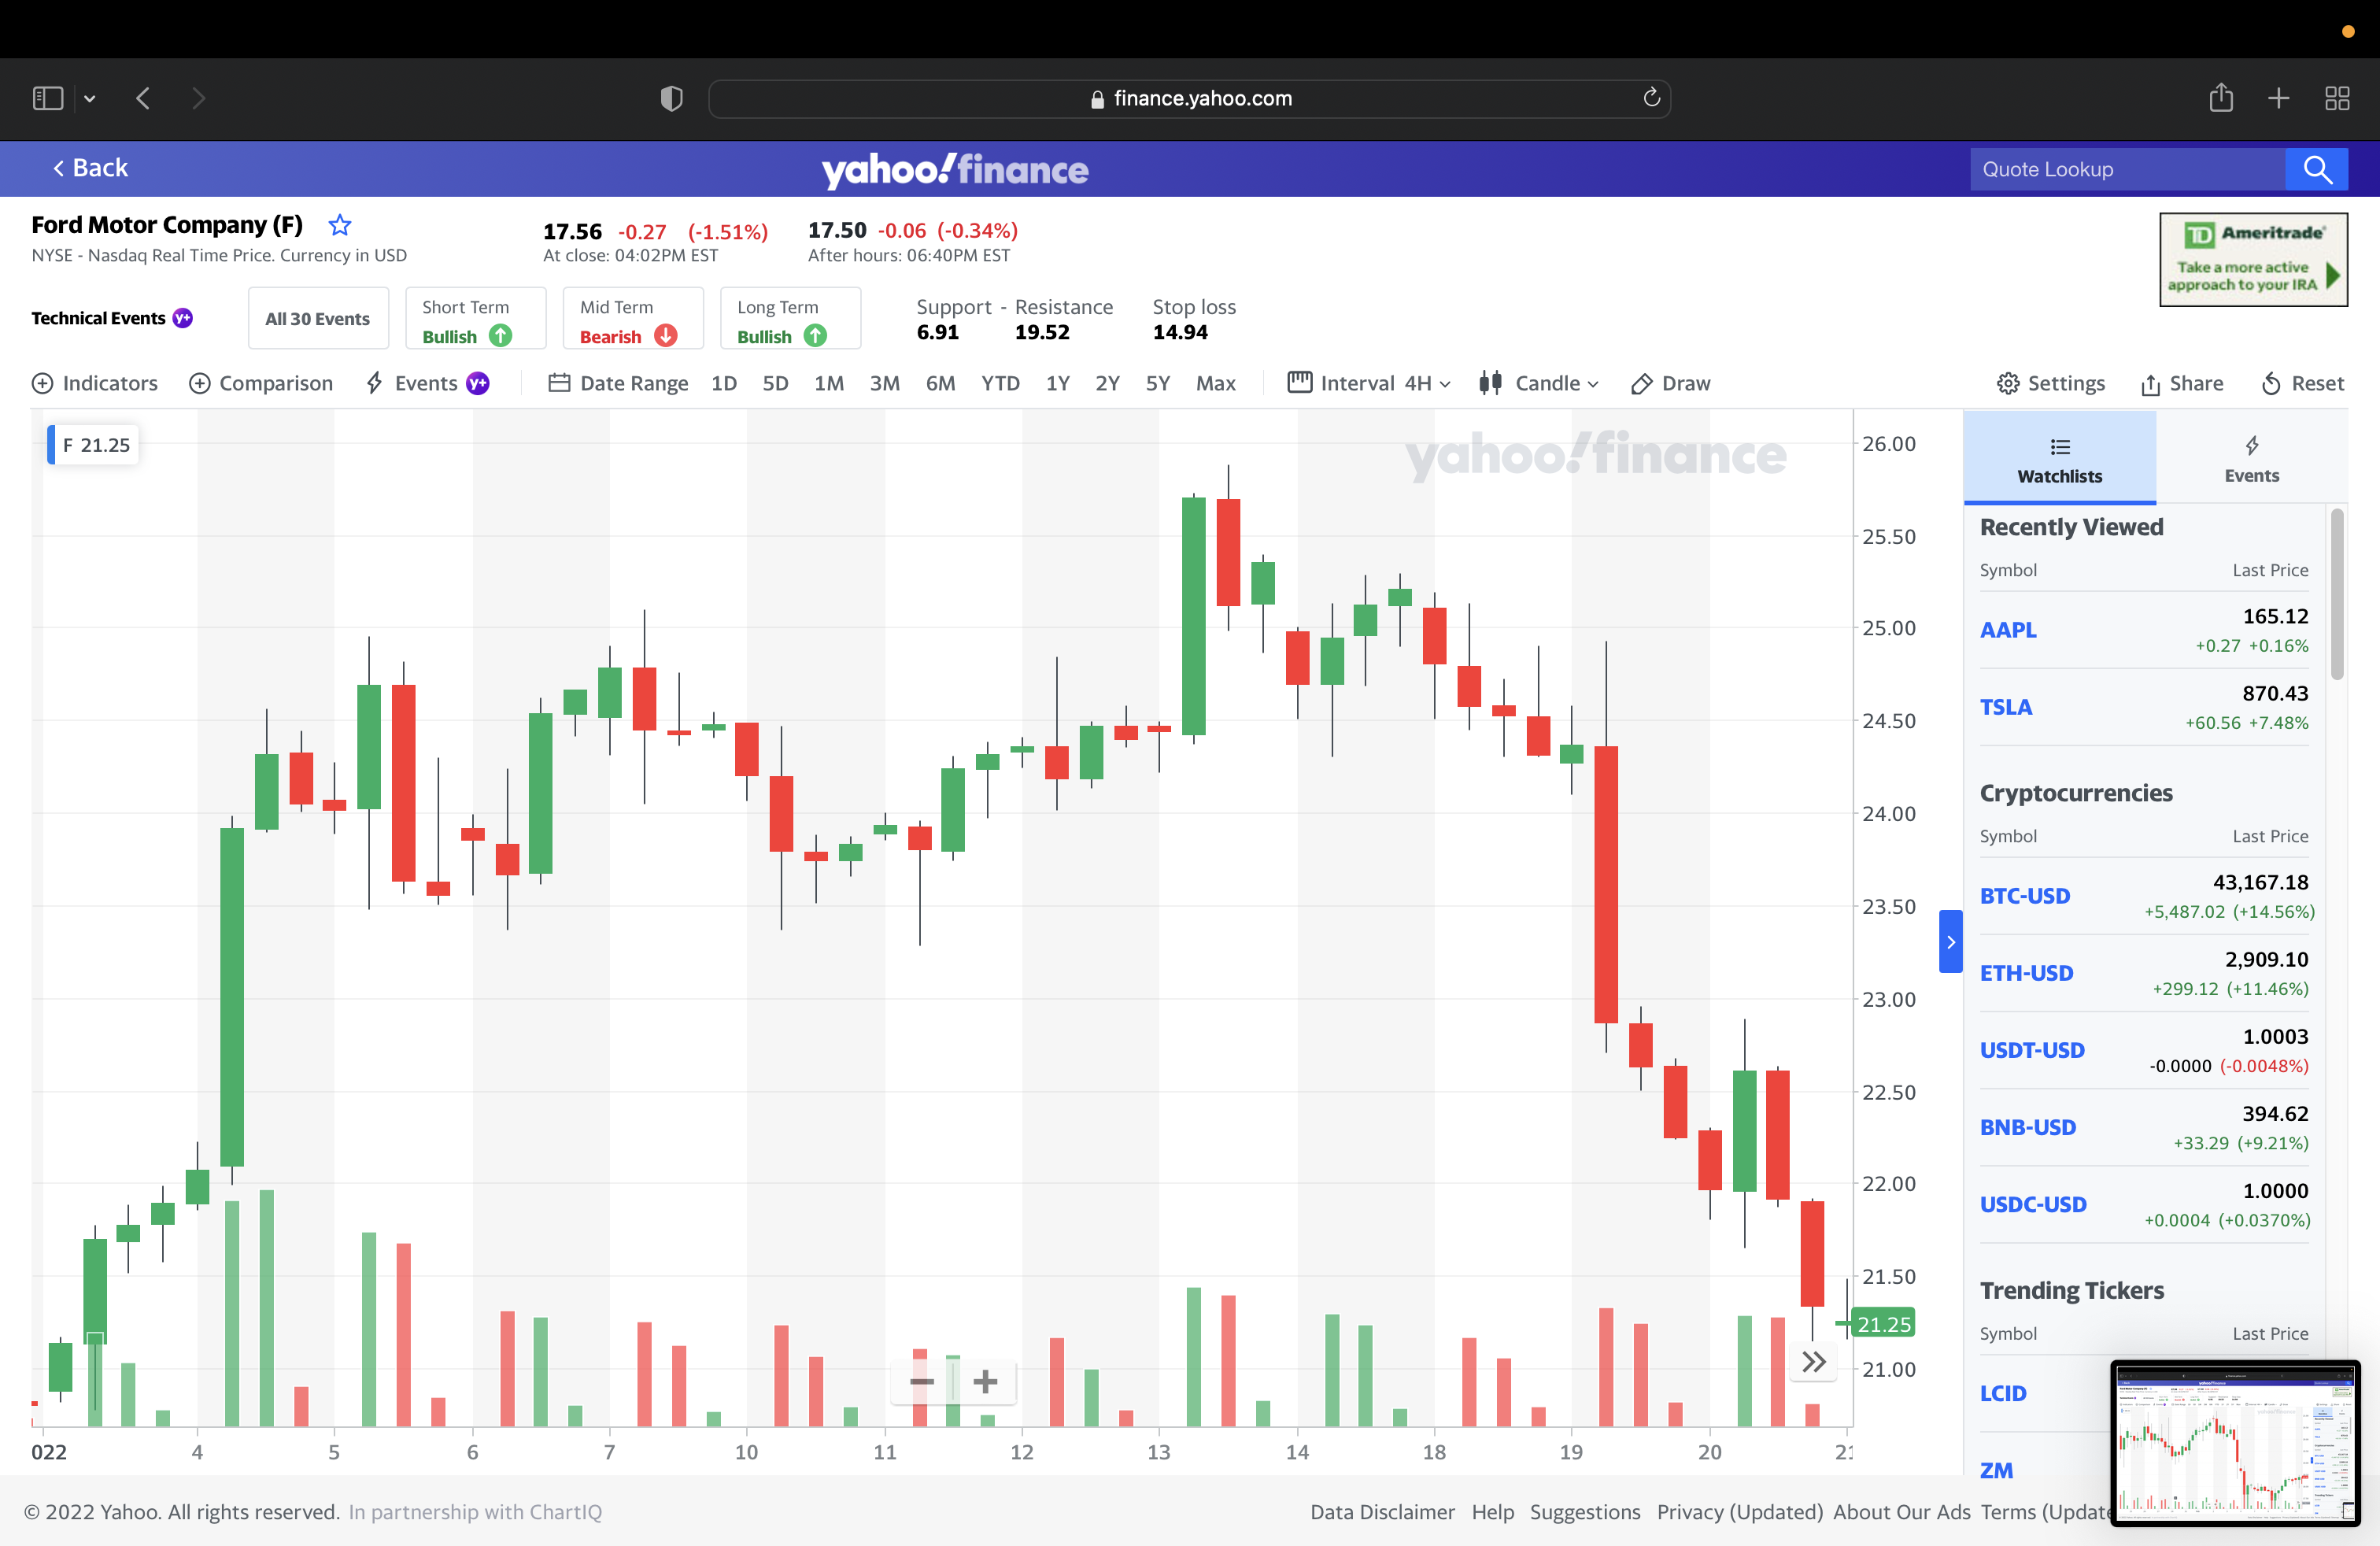 finance.yahoo.com
Back
yahoo!finance
Quote Lookup
Ford Motor Company (F)
17.56 -0.27 (-1.51%)
17.50 -0.06 (-0.34%)
NYSE - Nasdaq Real Time Price. Currency in USD
At close: 04:02PM EST
After hours: 06:40PM EST
TD Ameritrade
Take a more active
approach to your IRA
Technical Events y+
All 30 Events
Short Term
Bullish
Mid Term
Bearish
Long Term
Bullish
Support - Resistance
6.91 19.52
Stop loss
14.94
Indicators Comparison Events y+ Date Range 1D 5D 1M 3M 6M YTD 1Y 2Y 5Y Max Interval 4H Candle Draw Settings Share Reset
F 21.25
yahoo!finance
26.00
25.50
25.00
24.50
24.00
23.50
23.00
22.50
22.00
21.50
21.25
21.00
022 4 5 6 7 10 11 12 13 14 18 19 20 21
Watchlists
Events
Recently Viewed
Symbol Last Price
AAPL 165.12
+0.27 +0.16%
TSLA 870.43
+60.56 +7.48%
Cryptocurrencies
Symbol Last Price
BTC-USD 43,167.18
+5,487.02 (+14.56%)
ETH-USD 2,909.10
+299.12 (+11.46%)
USDT-USD 1.0003
-0.0000 (-0.0048%)
BNB-USD 394.62
+33.29 (+9.21%)
USDC-USD 1.0000
+0.0004 (+0.0370%)
Trending Tickers
Symbol Last Price
LCID
ZM
© 2022 Yahoo. All rights reserved. In partnership with ChartIQ
Data Disclaimer Help Suggestions Privacy (Updated) About Our Ads Terms (Update